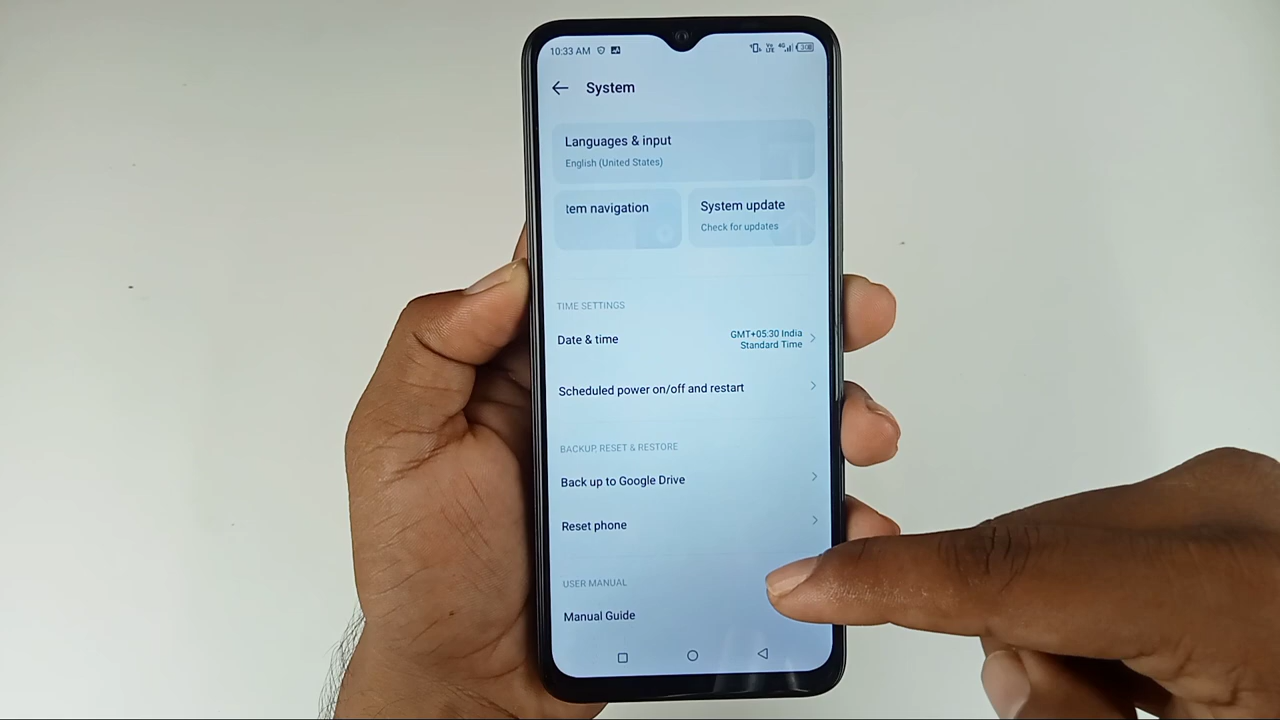 10:33 AM
System
Languages & input
English (United States)
tem navigation
System update
Check for updates
TIME SETTINGS
Date & time
GMT+05:30 India
Standard Time
Scheduled power on/off and restart
BACKUP, RESET & RESTORE
Back up to Google Drive
Reset phone
USER MANUAL
Manual Guide